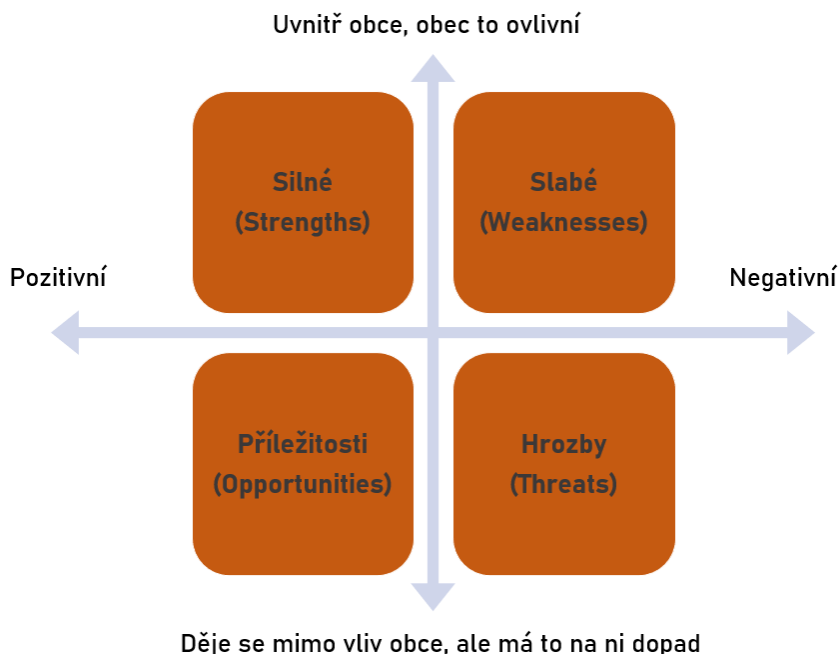 Uvnitř obce, obec to ovlivní
Silné
(Strengths)
Slabé
(Weaknesses)
Pozitivní
Negativní
Příležitosti
(Opportunities)
Hrozby
(Threats)
Děje se mimo vliv obce, ale má to na ni dopad